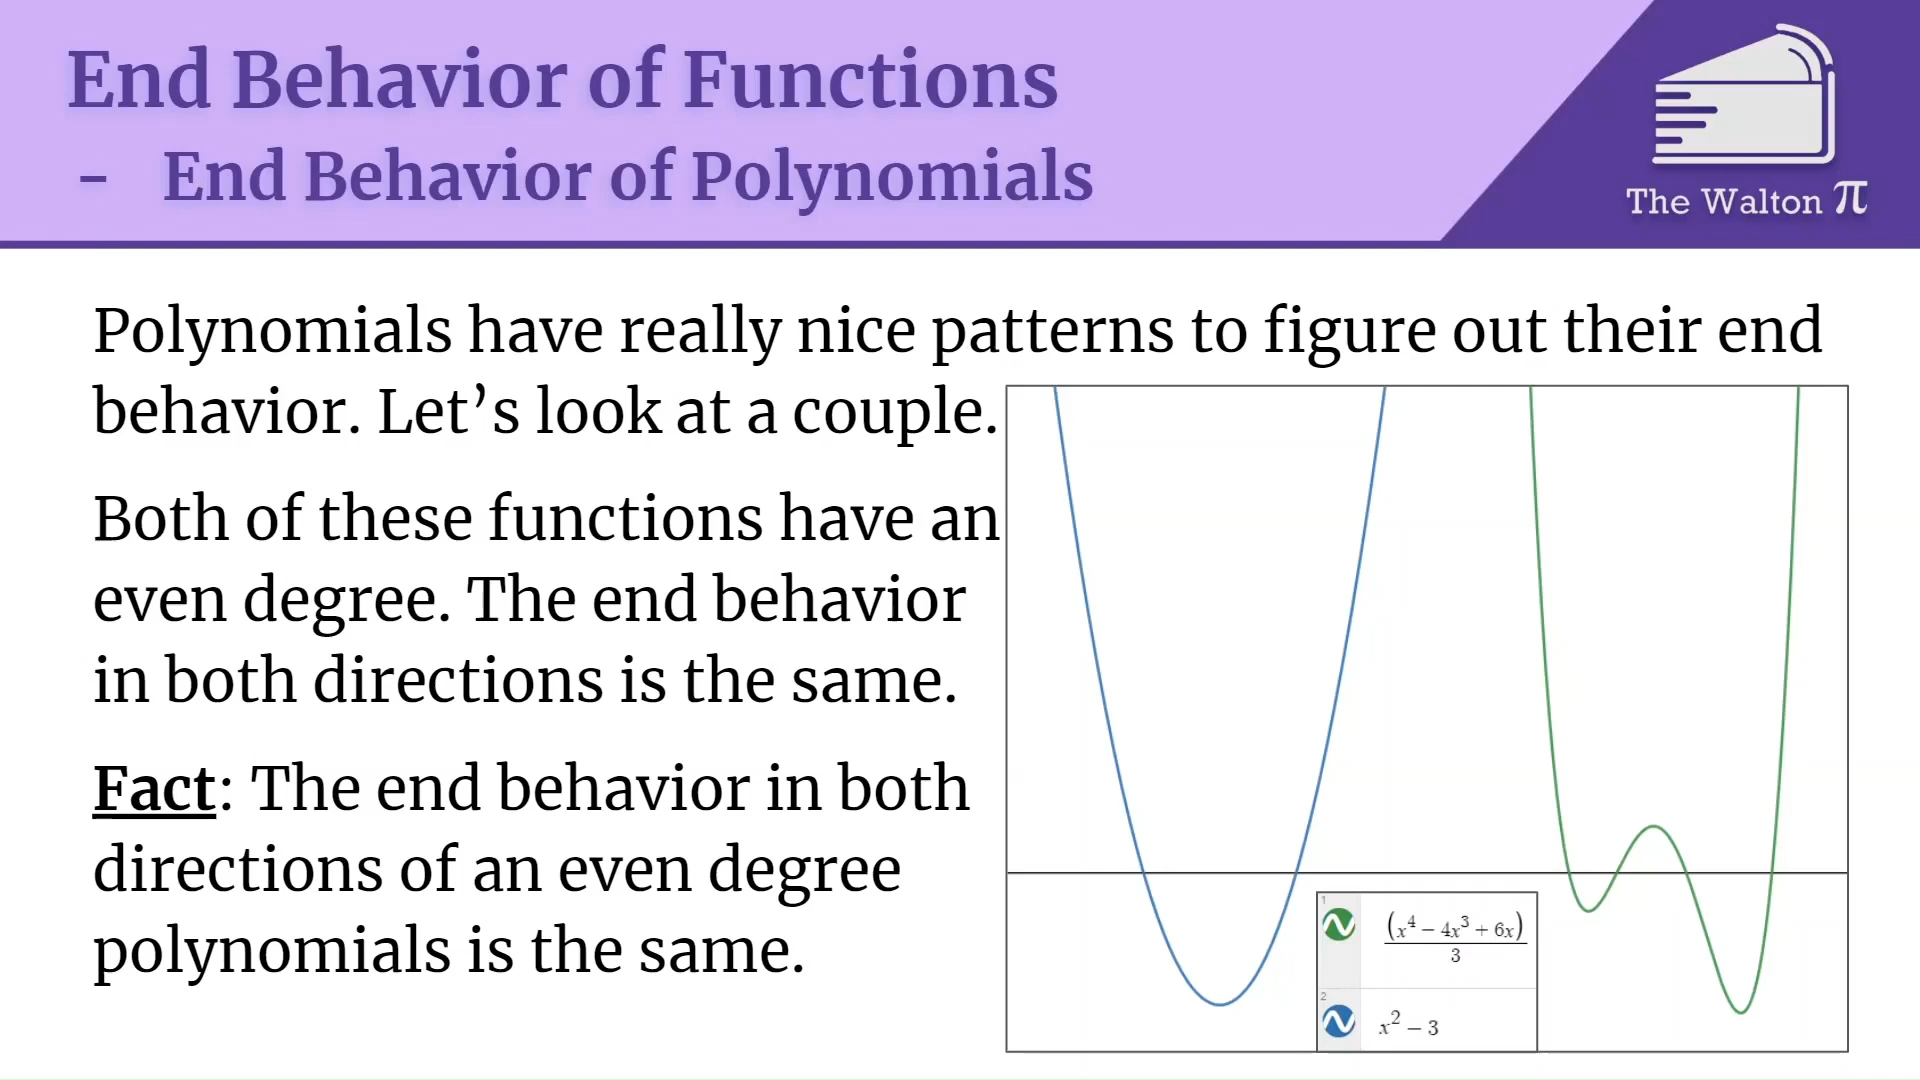 End Behavior of Functions
- End Behavior of Polynomials
The Walton π
Polynomials have really nice patterns to figure out their end
behavior. Let’s look at a couple.
Both of these functions have an
even degree. The end behavior
in both directions is the same.
Fact: The end behavior in both
directions of an even degree
polynomials is the same.
1
(x⁴ − 4x³ + 6x)
3
2
x² − 3